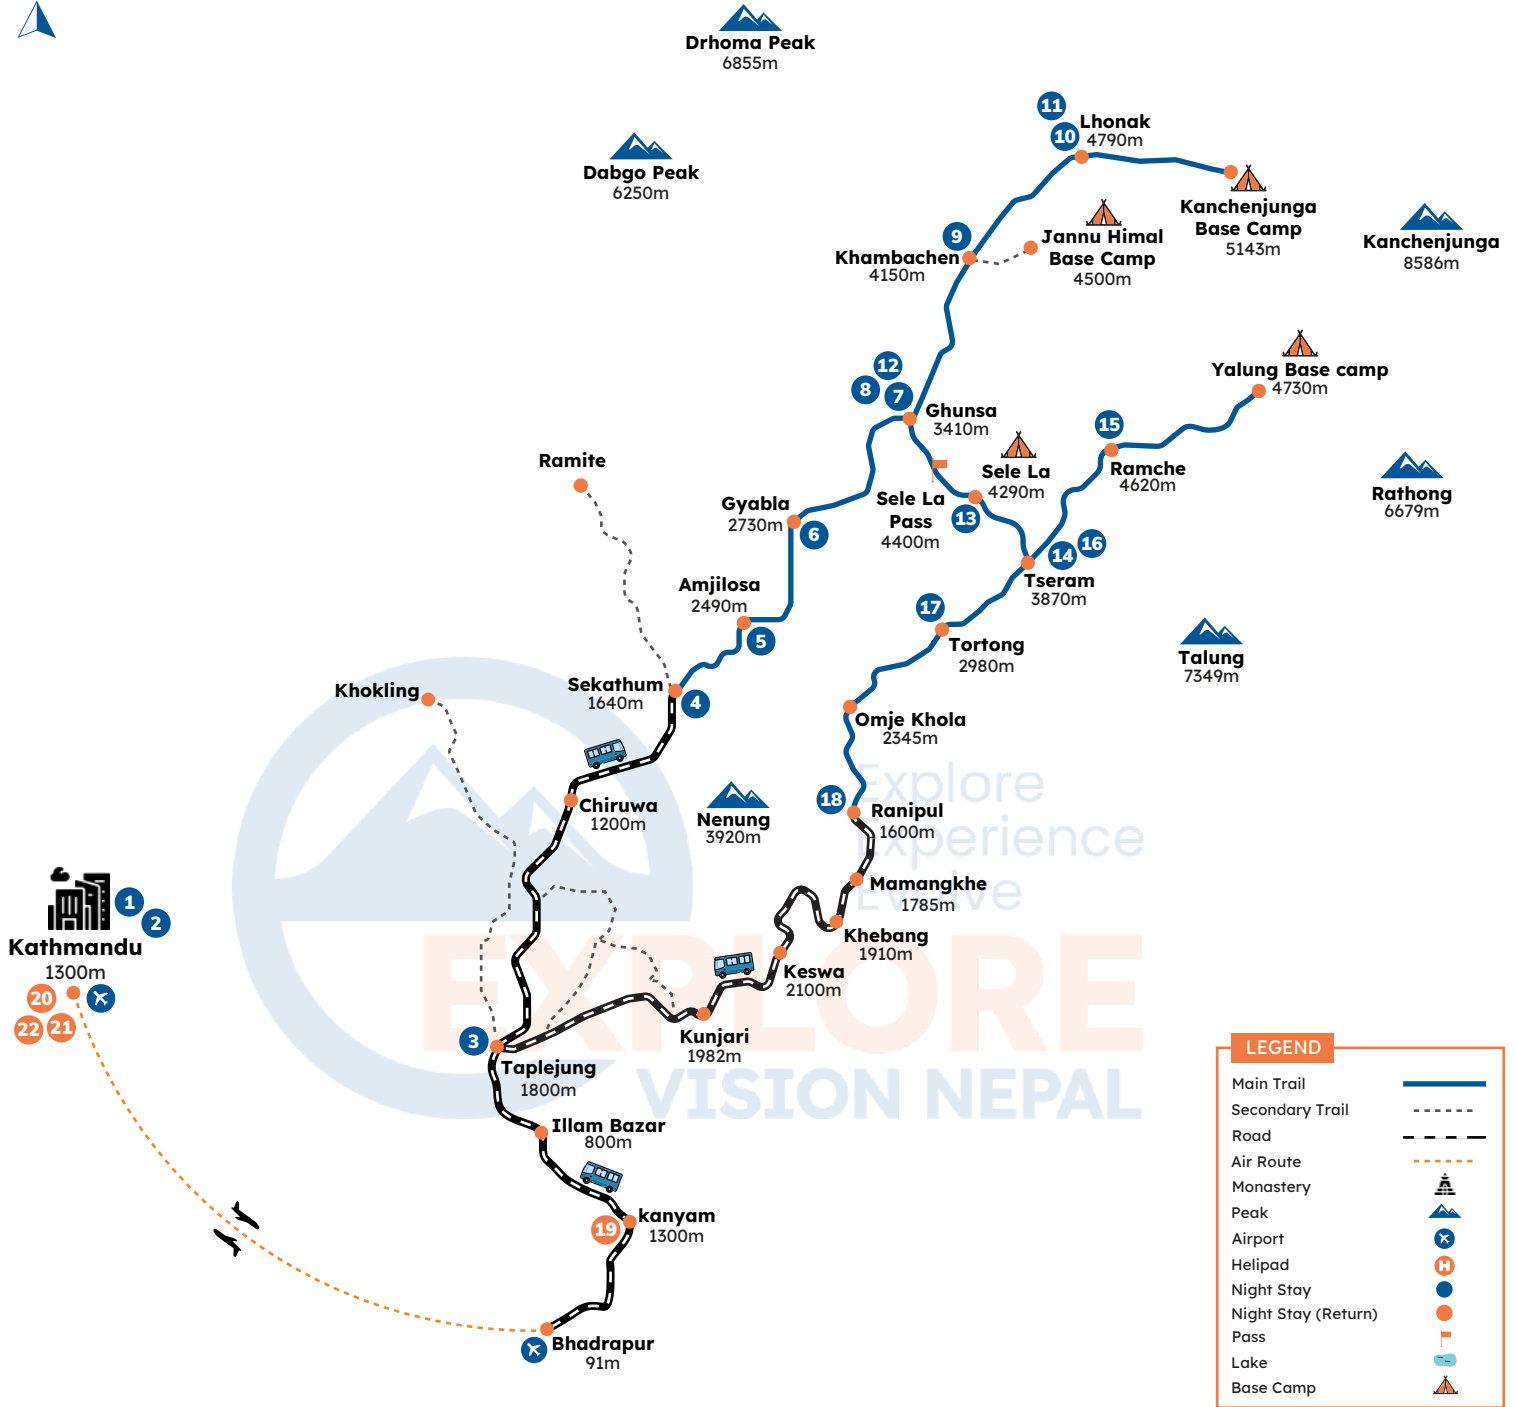 Drhoma Peak
6855m
Dabgo Peak
6250m
11
10
Lhonak
4790m
Kanchenjunga
Base Camp
5143m
Kanchenjunga
8586m
9
Khambachen
4150m
Jannu Himal
Base Camp
4500m
Yalung Base camp
4730m
12
8
7
Ghunsa
3410m
15
Ramche
4620m
Sele La
4290m
Sele La
Pass
4400m
13
Rathong
6679m
Ramite
Gyabla
2730m
6
14
16
Tseram
3870m
Amjilosa
2490m
5
17
Tortong
2980m
Talung
7349m
Sekathum
1640m
4
Khokling
Omje Khola
2345m
Chiruwa
1200m
Nenung
3920m
18
Ranipul
1600m
Explore
Experience
Evolve
Mamangkhe
1785m
Khebang
1910m
Keswa
2100m
Kunjari
1982m
EXPLORE
VISION NEPAL
1
2
Kathmandu
1300m
20
22
21
3
Taplejung
1800m
Illam Bazar
800m
kanyam
1300m
19
Bhadrapur
91m
LEGEND
Main Trail
Secondary Trail
Road
Air Route
Monastery
Peak
Airport
Helipad
H
Night Stay
Night Stay (Return)
Pass
Lake
Base Camp